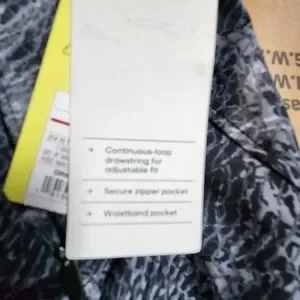 → Continuous-loop
drawstring for
adjustable fit
→ Secure zipper pocket
→ Waistband pocket